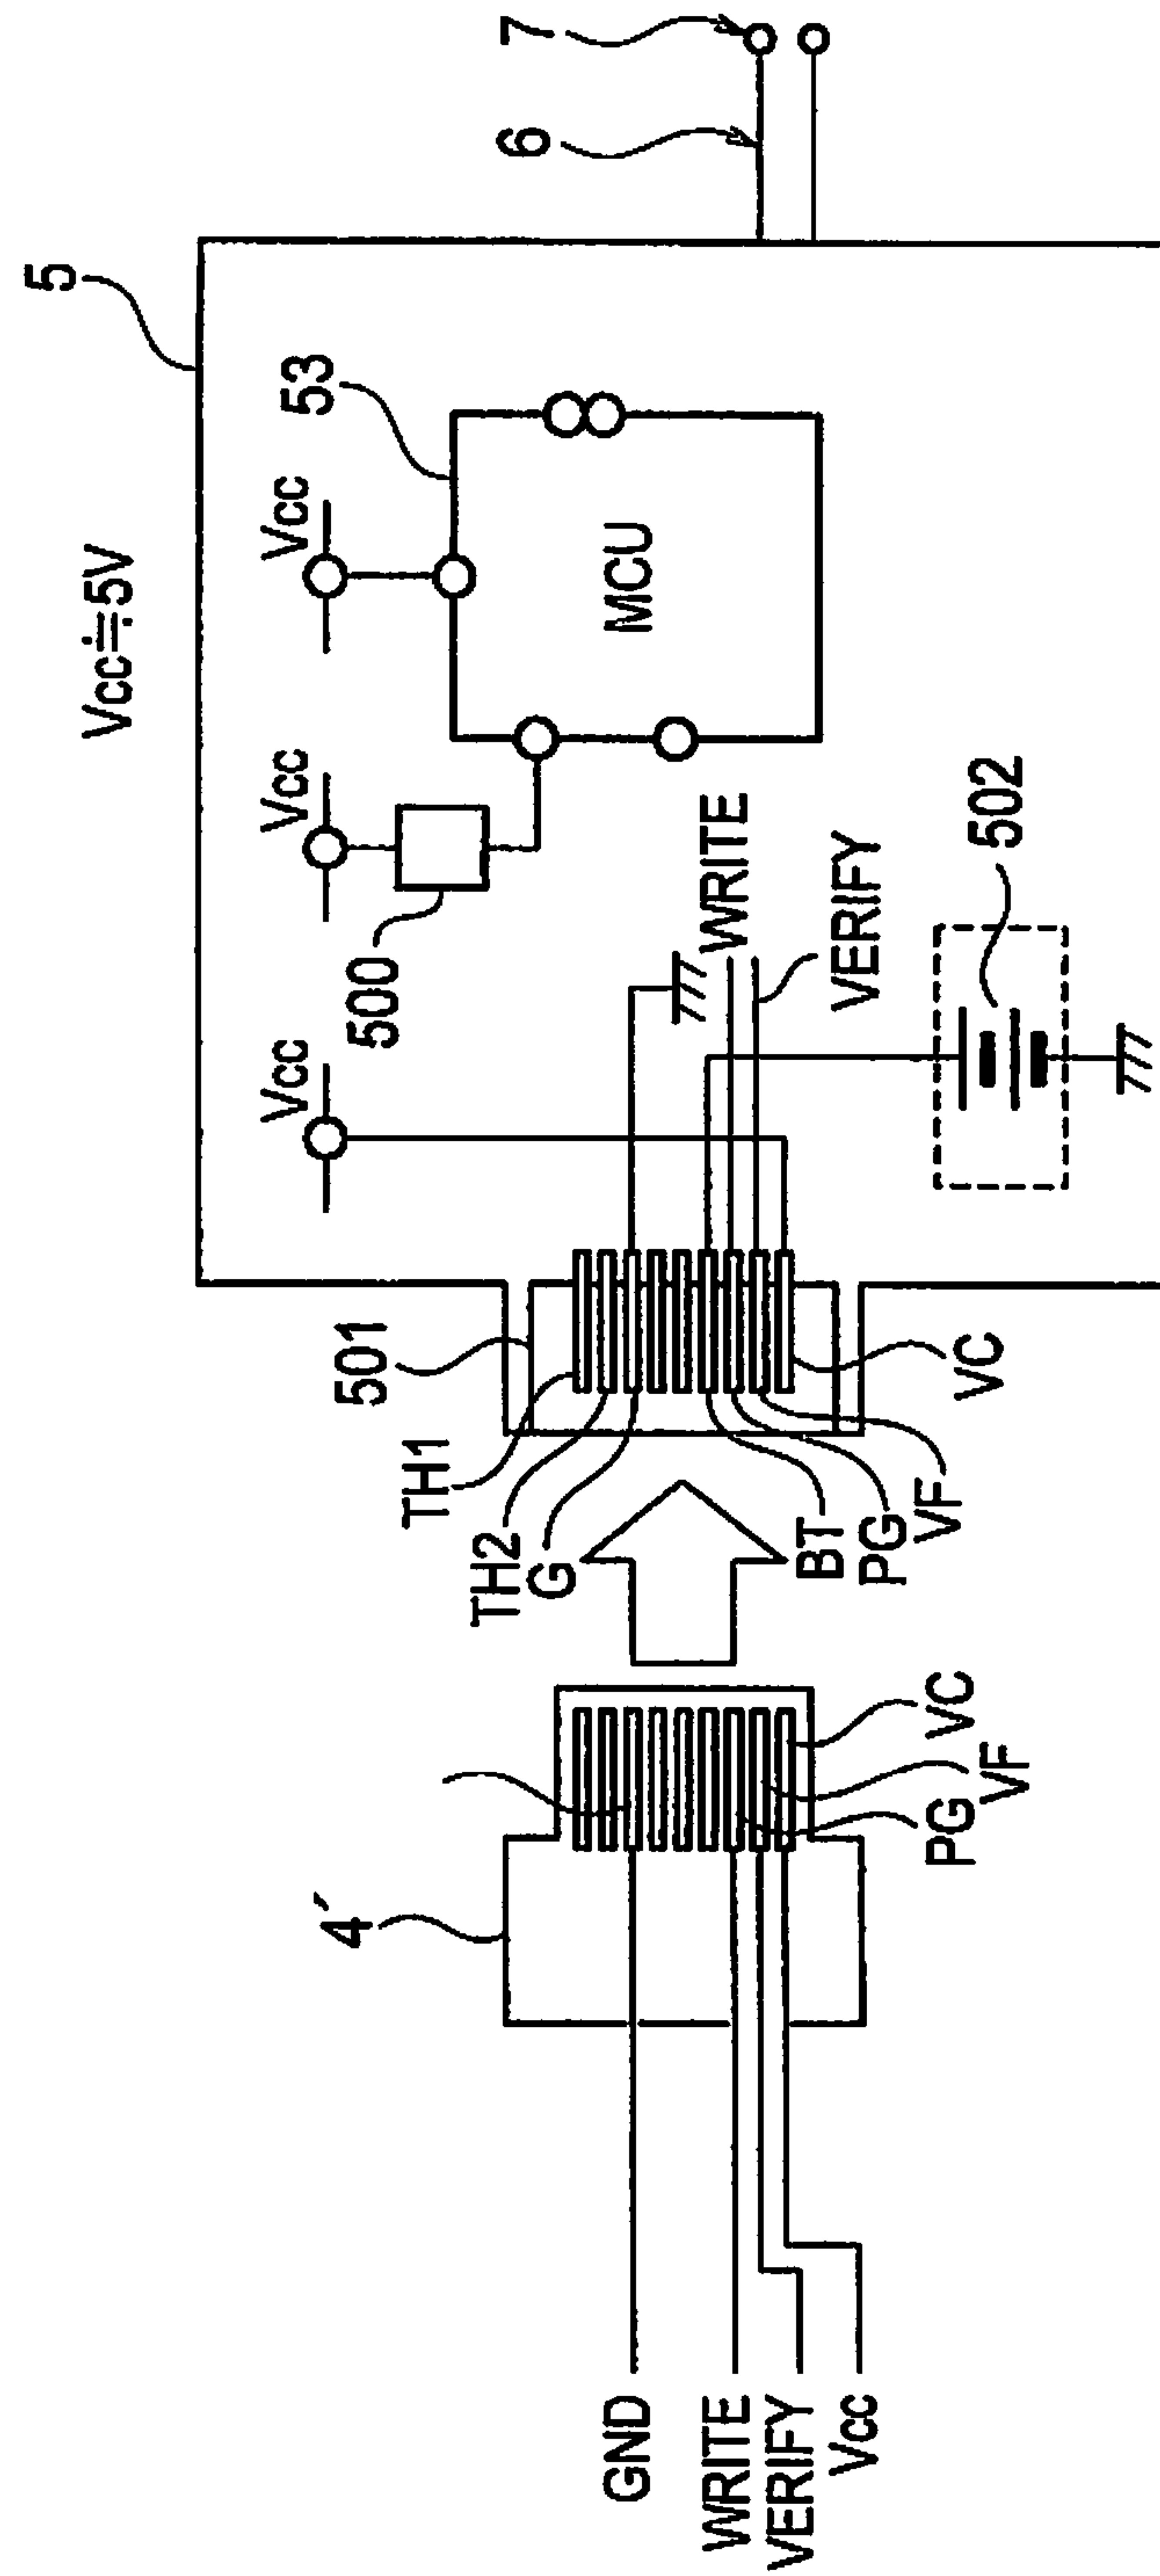 Vcc≒5V
5
7
6
Vcc
Vcc
Vcc
53
500
MCU
WRITE
VERIFY
502
501
TH1
TH2
G
BT
PG
VF
VC
4´
VC
VF
PG
GND
WRITE
VERIFY
Vcc